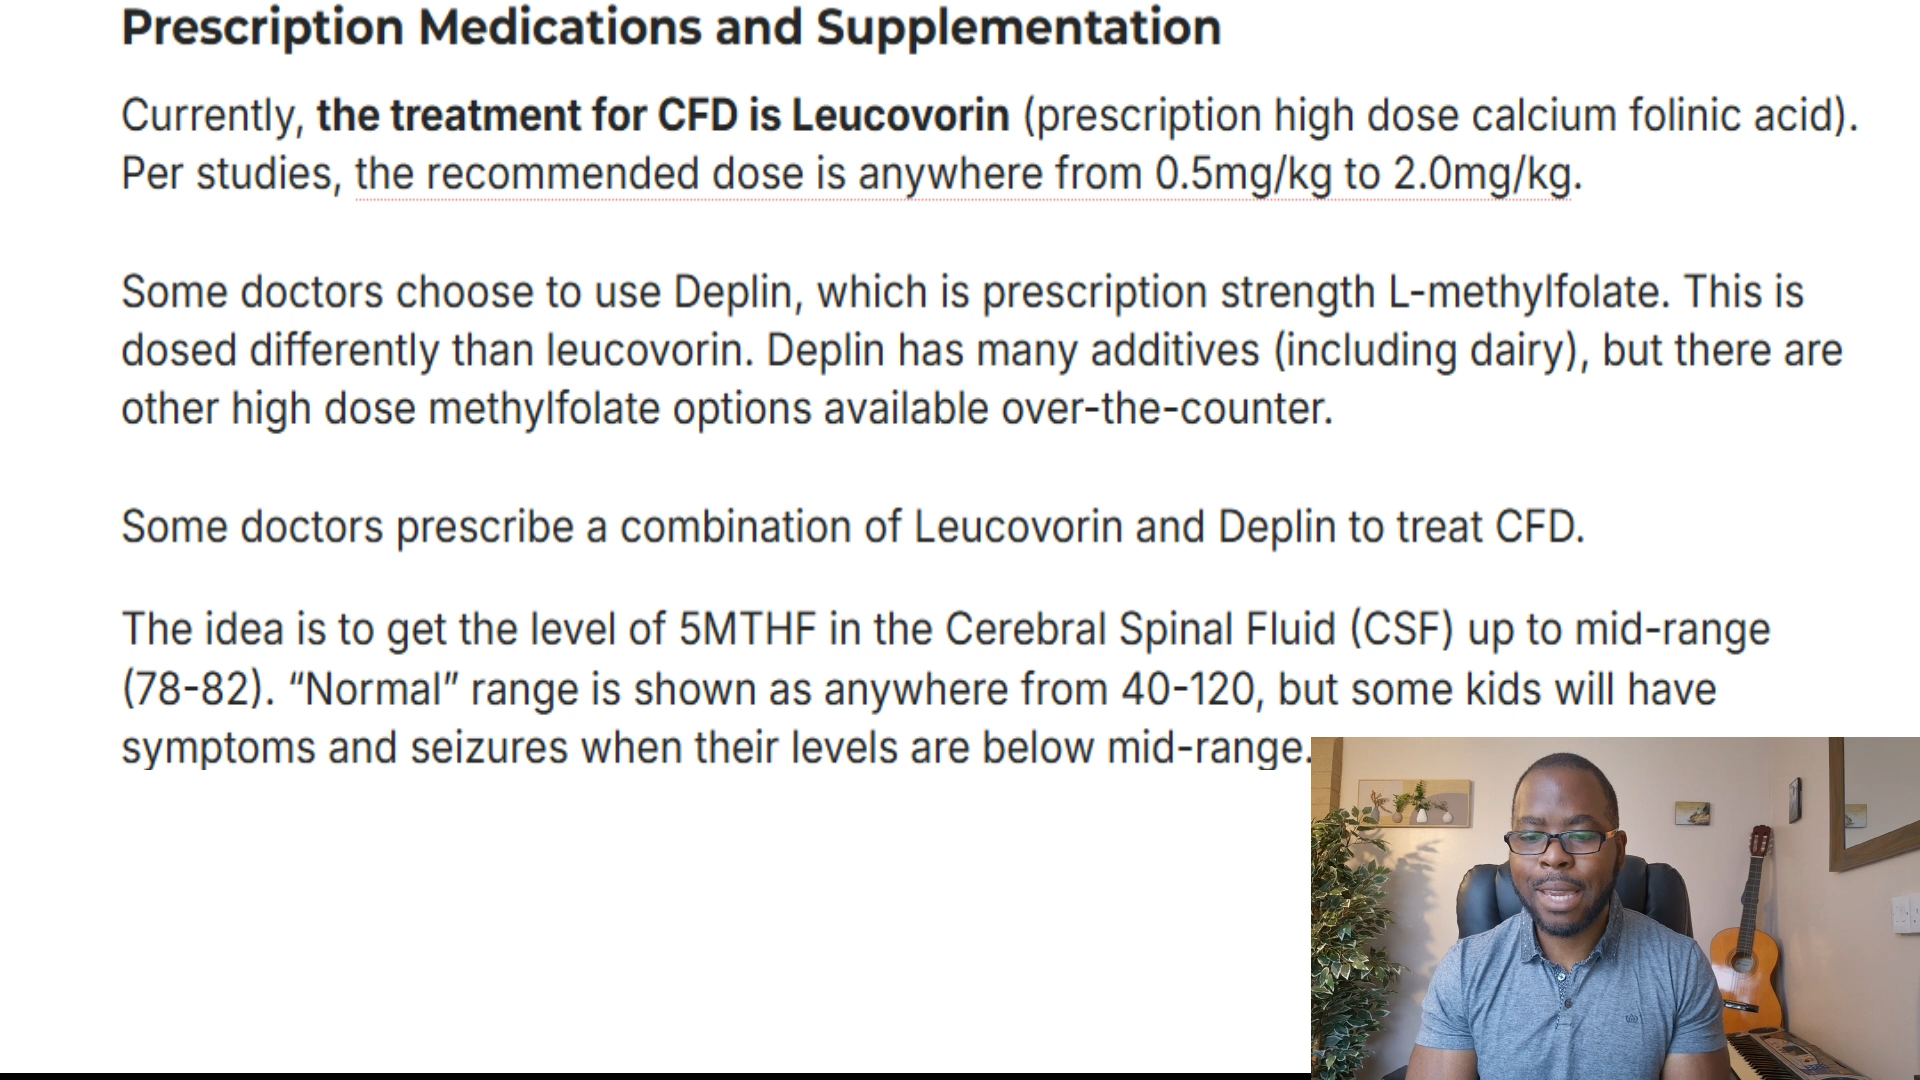 Prescription Medications and Supplementation
Currently, the treatment for CFD is Leucovorin (prescription high dose calcium folinic acid).
Per studies, the recommended dose is anywhere from 0.5mg/kg to 2.0mg/kg.
Some doctors choose to use Deplin, which is prescription strength L-methylfolate. This is
dosed differently than leucovorin. Deplin has many additives (including dairy), but there are
other high dose methylfolate options available over-the-counter.
Some doctors prescribe a combination of Leucovorin and Deplin to treat CFD.
The idea is to get the level of 5MTHF in the Cerebral Spinal Fluid (CSF) up to mid-range
(78-82). “Normal” range is shown as anywhere from 40-120, but some kids will have
symptoms and seizures when their levels are below mid-range.